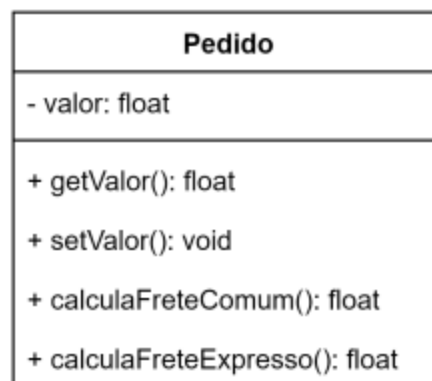 Pedido
- valor: float
+ getValor(): float
+ setValor(): void
+ calculaFreteComum(): float
+ calculaFreteExpresso(): float